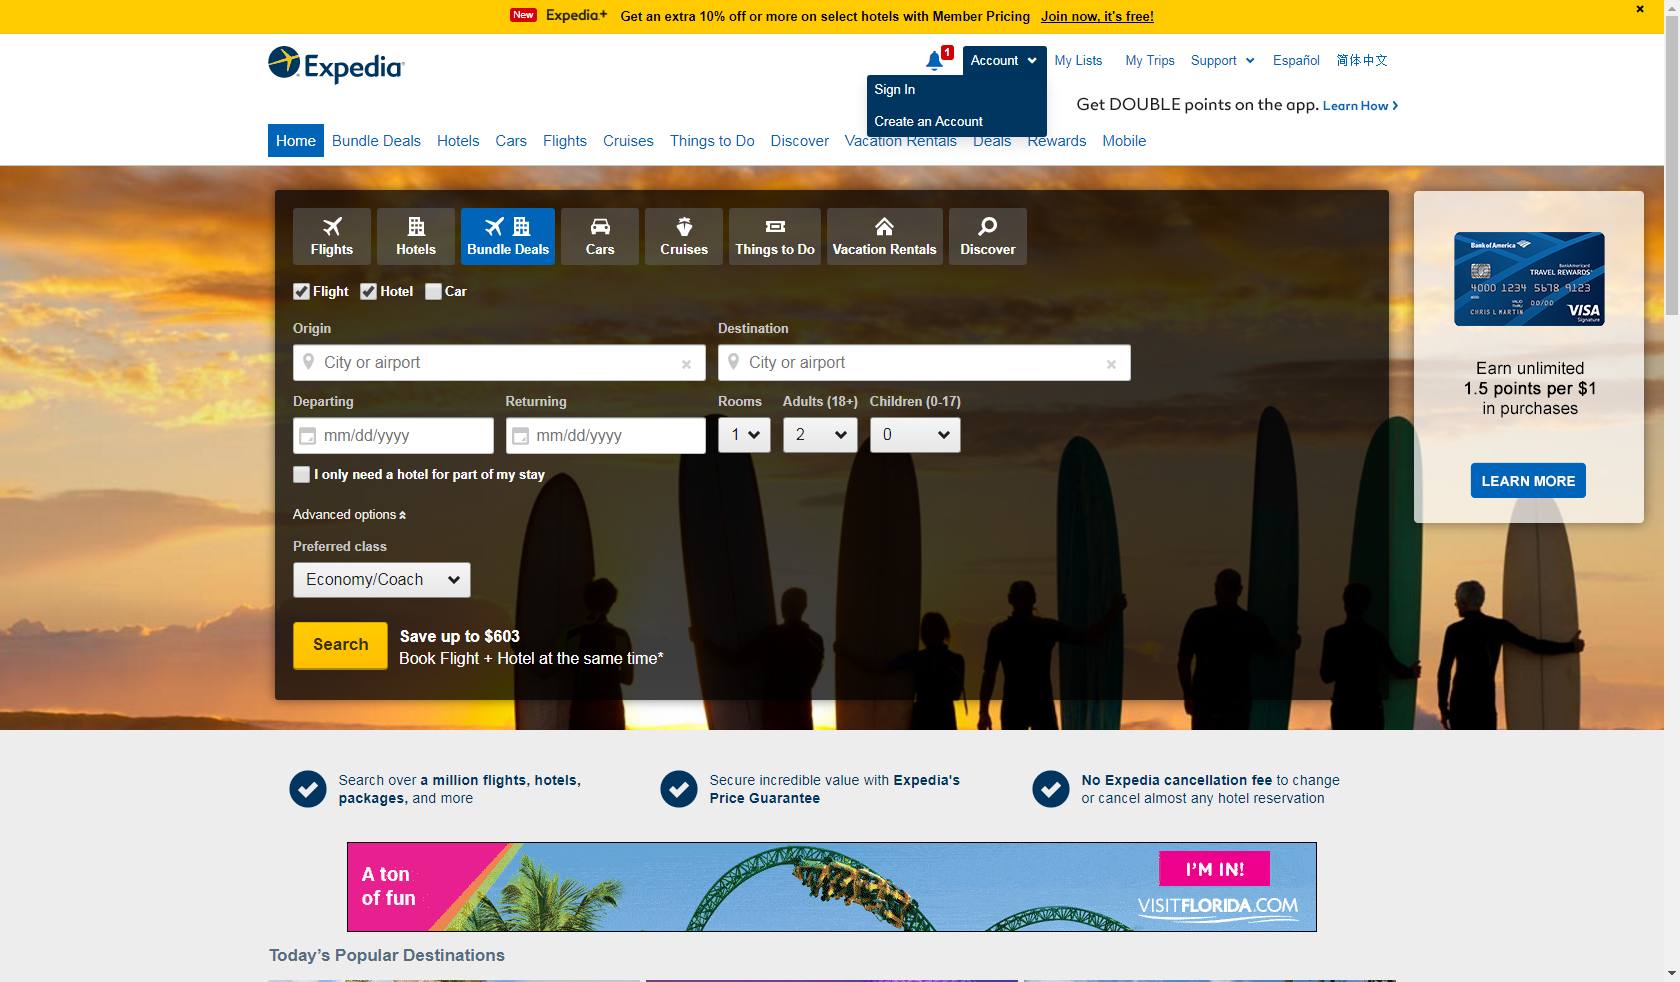 New Expedia+ Get an extra 10% off or more on select hotels with Member Pricing Join now, it's free!
Expedia
1 Account My Lists My Trips Support Español 简体中文
Sign In
Create an Account
Get DOUBLE points on the app. Learn How
Home Bundle Deals Hotels Cars Flights Cruises Things to Do Discover Vacation Rentals Deals Rewards Mobile
Flights Hotels Bundle Deals Cars Cruises Things to Do Vacation Rentals Discover
Flight Hotel Car
Origin Destination
City or airport City or airport
Departing Returning Rooms Adults (18+) Children (0-17)
mm/dd/yyyy mm/dd/yyyy 1 2 0
I only need a hotel for part of my stay
Advanced options
Preferred class
Economy/Coach
Search
Save up to $603
Book Flight + Hotel at the same time*
Bank of America
BankAmericard
TRAVEL REWARDS
4000 1234 5678 9123
VALID THRU 00/00
CHRIS L MARTIN
VISA
Signature
Earn unlimited
1.5 points per $1
in purchases
LEARN MORE
Search over a million flights, hotels,
packages, and more
Secure incredible value with Expedia's
Price Guarantee
No Expedia cancellation fee to change
or cancel almost any hotel reservation
A ton
of fun
I'M IN!
VISITFLORIDA.COM
Today's Popular Destinations